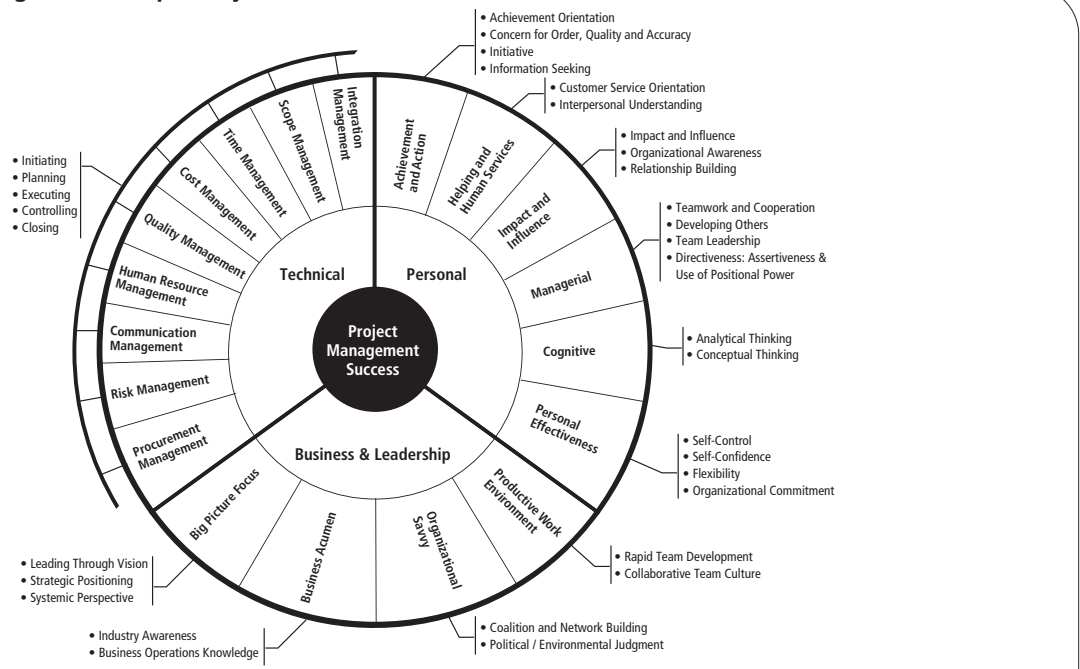 • Achievement Orientation
• Concern for Order, Quality and Accuracy
• Initiative
• Information Seeking
• Customer Service Orientation
• Interpersonal Understanding
• Impact and Influence
• Organizational Awareness
• Relationship Building
• Teamwork and Cooperation
• Developing Others
• Team Leadership
• Directiveness: Assertiveness &
Use of Positional Power
• Analytical Thinking
• Conceptual Thinking
• Self-Control
• Self-Confidence
• Flexibility
• Organizational Commitment
• Rapid Team Development
• Collaborative Team Culture
• Coalition and Network Building
• Political / Environmental Judgment
• Industry Awareness
• Business Operations Knowledge
• Leading Through Vision
• Strategic Positioning
• Systemic Perspective
• Initiating
• Planning
• Executing
• Controlling
• Closing
Integration
Management
Scope Management
Time Management
Cost Management
Quality Management
Human Resource
Management
Communication
Management
Risk Management
Procurement
Management
Achievement
and Action
Helping and
Human Services
Impact and
Influence
Managerial
Cognitive
Personal
Effectiveness
Productive Work
Environment
Organizational
Savvy
Business Acumen
Big Picture Focus
Technical
Personal
Business & Leadership
Project
Management
Success